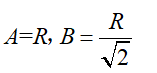 A=R, B = R/√2